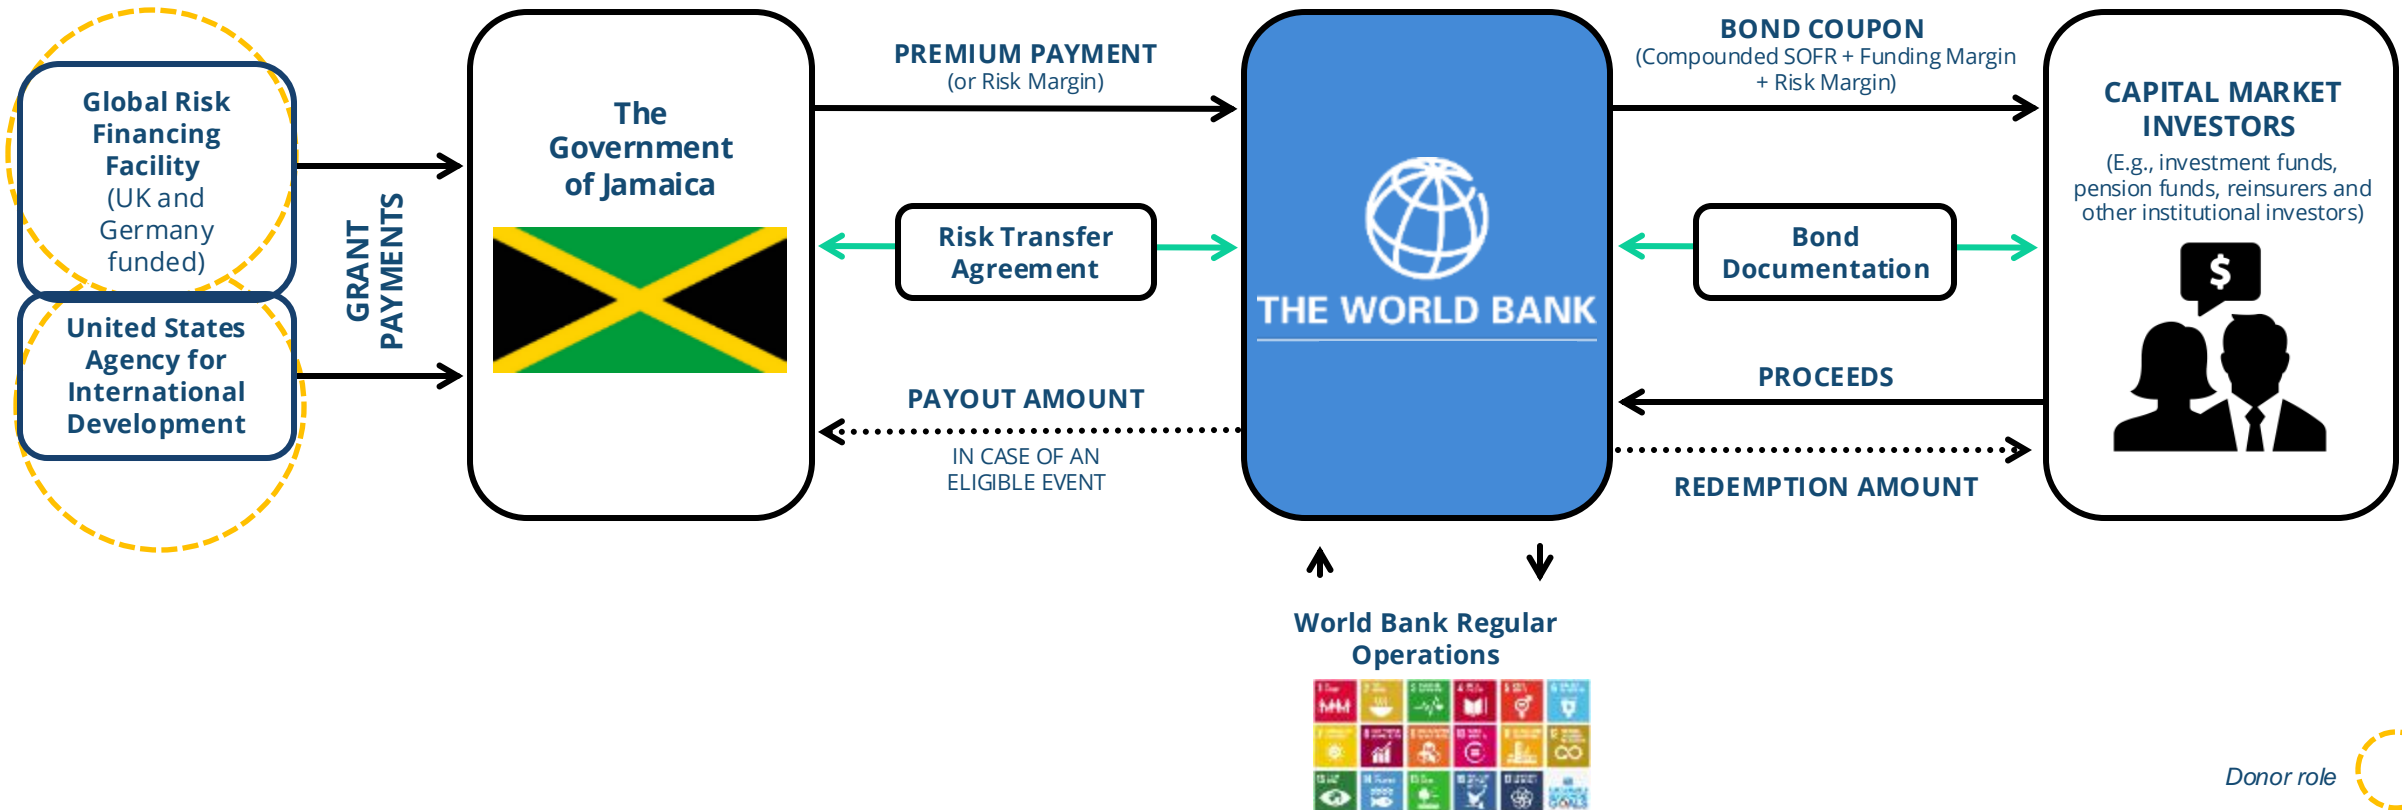 Global Risk
Financing
Facility
(UK and
Germany
funded)
United States
Agency for
International
Development
GRANT
PAYMENTS
The
Government
of Jamaica
PREMIUM PAYMENT
(or Risk Margin)
Risk Transfer
Agreement
PAYOUT AMOUNT
IN CASE OF AN
ELIGIBLE EVENT
THE WORLD BANK
BOND COUPON
(Compounded SOFR + Funding Margin
+ Risk Margin)
Bond
Documentation
PROCEEDS
REDEMPTION AMOUNT
CAPITAL MARKET
INVESTORS
(E.g., investment funds,
pension funds, reinsurers and
other institutional investors)
$
World Bank Regular
Operations
GOALS
Donor role